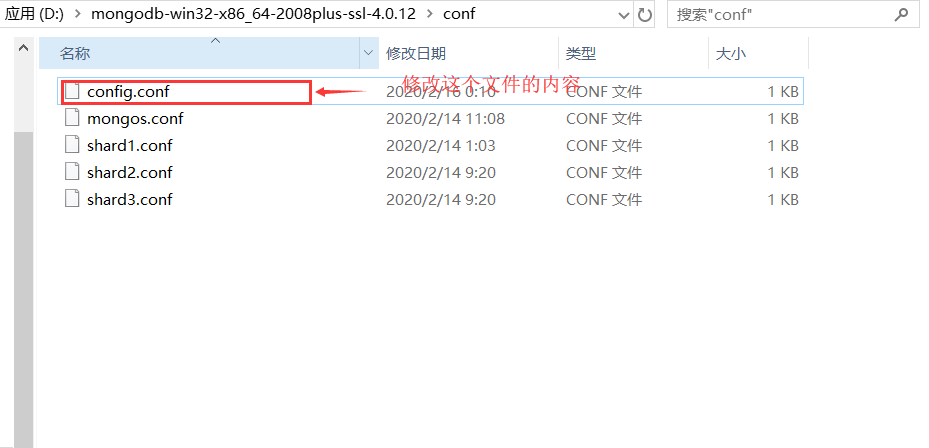 应用 (D:) > mongodb-win32-x86_64-2008plus-ssl-4.0.12 > conf
搜索"conf"
名称 修改日期 类型 大小
config.conf 2020/2/16 0:10 CONF 文件 1 KB
修改这个文件的内容
mongos.conf 2020/2/14 11:08 CONF 文件 1 KB
shard1.conf 2020/2/14 1:03 CONF 文件 1 KB
shard2.conf 2020/2/14 9:20 CONF 文件 1 KB
shard3.conf 2020/2/14 9:20 CONF 文件 1 KB